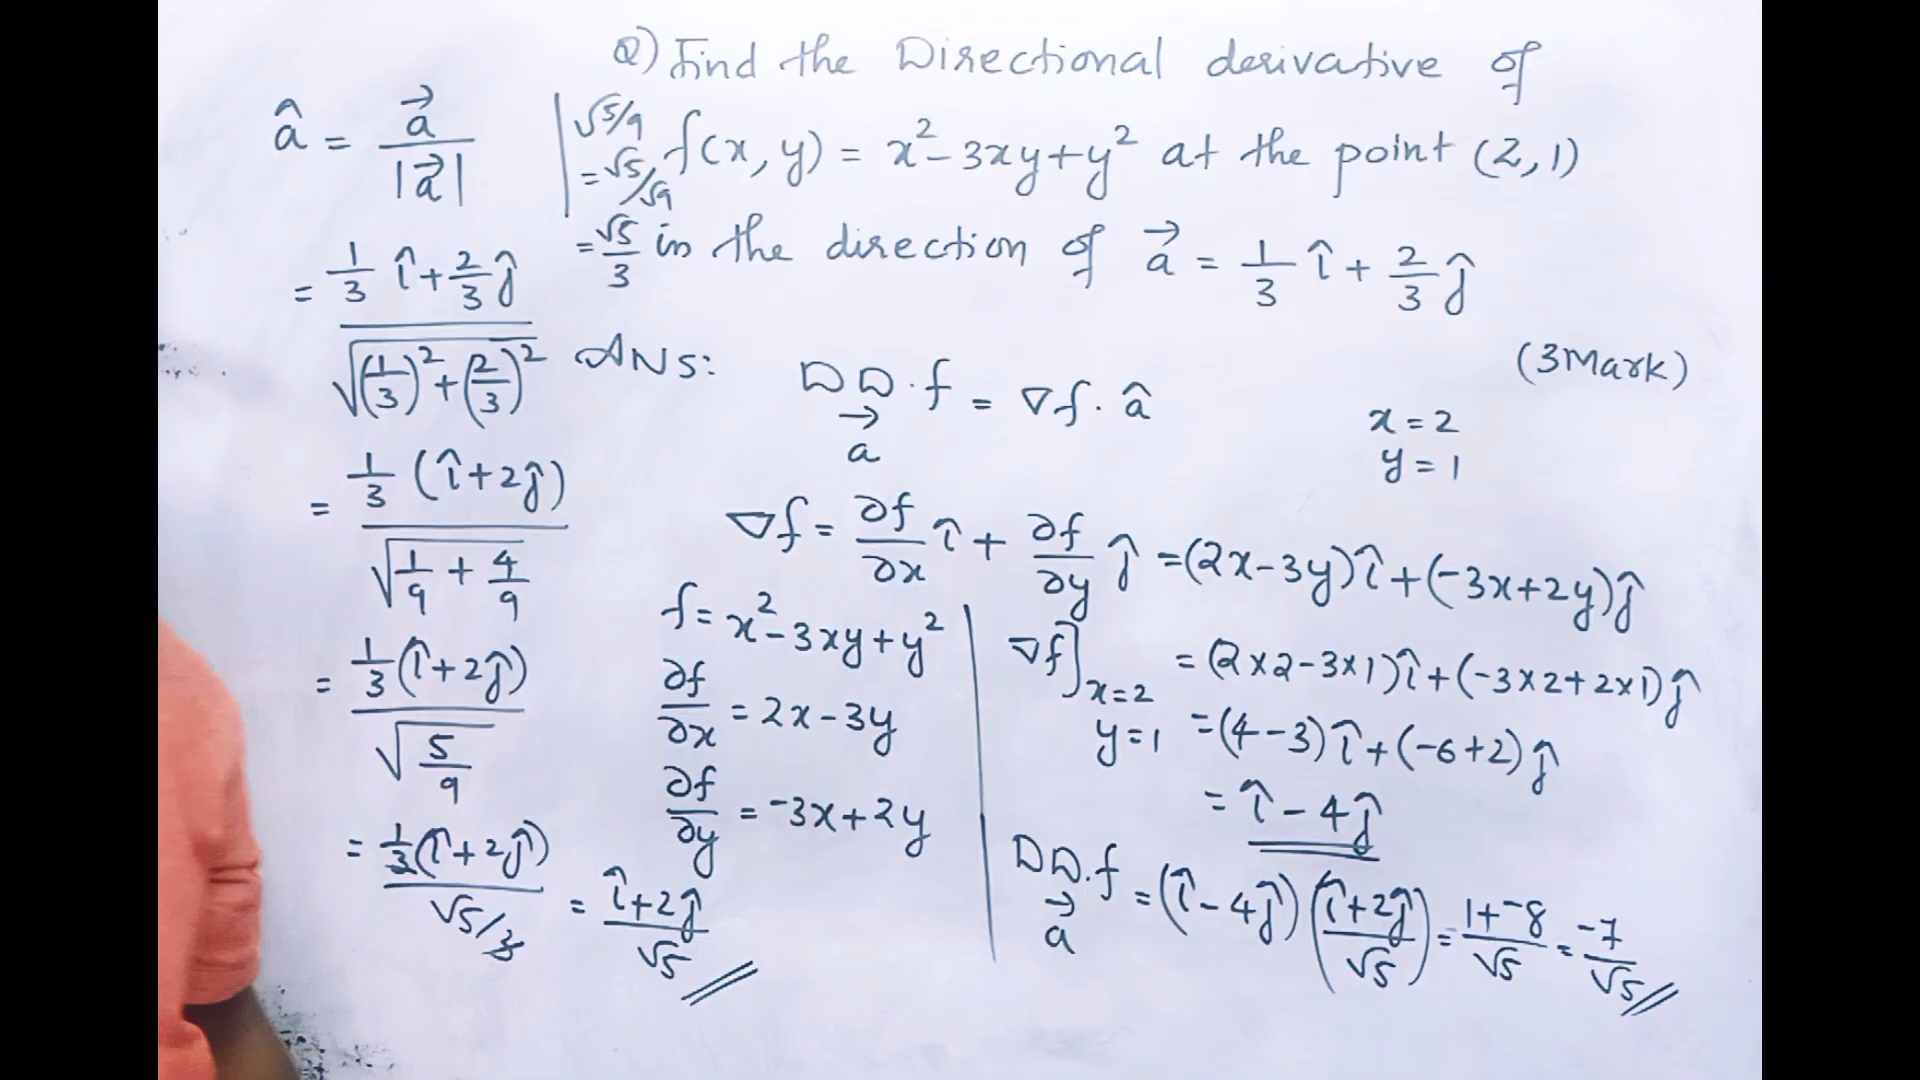 Q) Find the Directional derivative of
f(x, y) = x² - 3xy + y² at the point (2, 1)
in the direction of a⃗ = 1/3 î + 2/3 ĵ
(3Mark)
â = a⃗ / |a⃗|
= (1/3 î + 2/3 ĵ) / √((1/3)² + (2/3)²)
= 1/3 (î + 2ĵ) / √(1/9 + 4/9)
= 1/3 (î + 2ĵ) / √(5/9)
= 1/3 (î + 2ĵ) / √5/3 = (î + 2ĵ) / √5
√5/9
= √5/√9
= √5/3
ANS:
DD.f = ∇f . â
a⃗
x = 2
y = 1
∇f = ∂f/∂x î + ∂f/∂y ĵ = (2x - 3y)î + (-3x + 2y)ĵ
f = x² - 3xy + y²
∂f/∂x = 2x - 3y
∂f/∂y = -3x + 2y
∇f] x=2 y=1 = (2×2 - 3×1)î + (-3×2 + 2×1)ĵ
= (4 - 3)î + (-6 + 2)ĵ
= î - 4ĵ
DD.f = (î - 4ĵ) ((î + 2ĵ) / √5) = (1 + -8) / √5 = -7/√5
a⃗